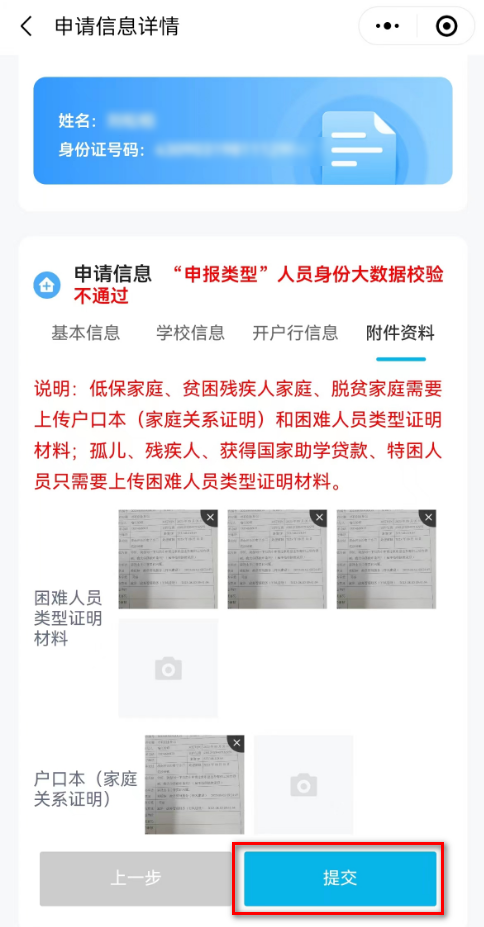 申请信息详情
姓名：
身份证号码：
申请信息 “申报类型”人员身份大数据校验
不通过
基本信息 学校信息 开户行信息 附件资料
说明：低保家庭、贫困残疾人家庭、脱贫家庭需要
上传户口本（家庭关系证明）和困难人员类型证明
材料；孤儿、残疾人、获得国家助学贷款、特困人
员只需要上传困难人员类型证明材料。
困难人员
类型证明
材料
户口本（家庭
关系证明）
上一步 提交